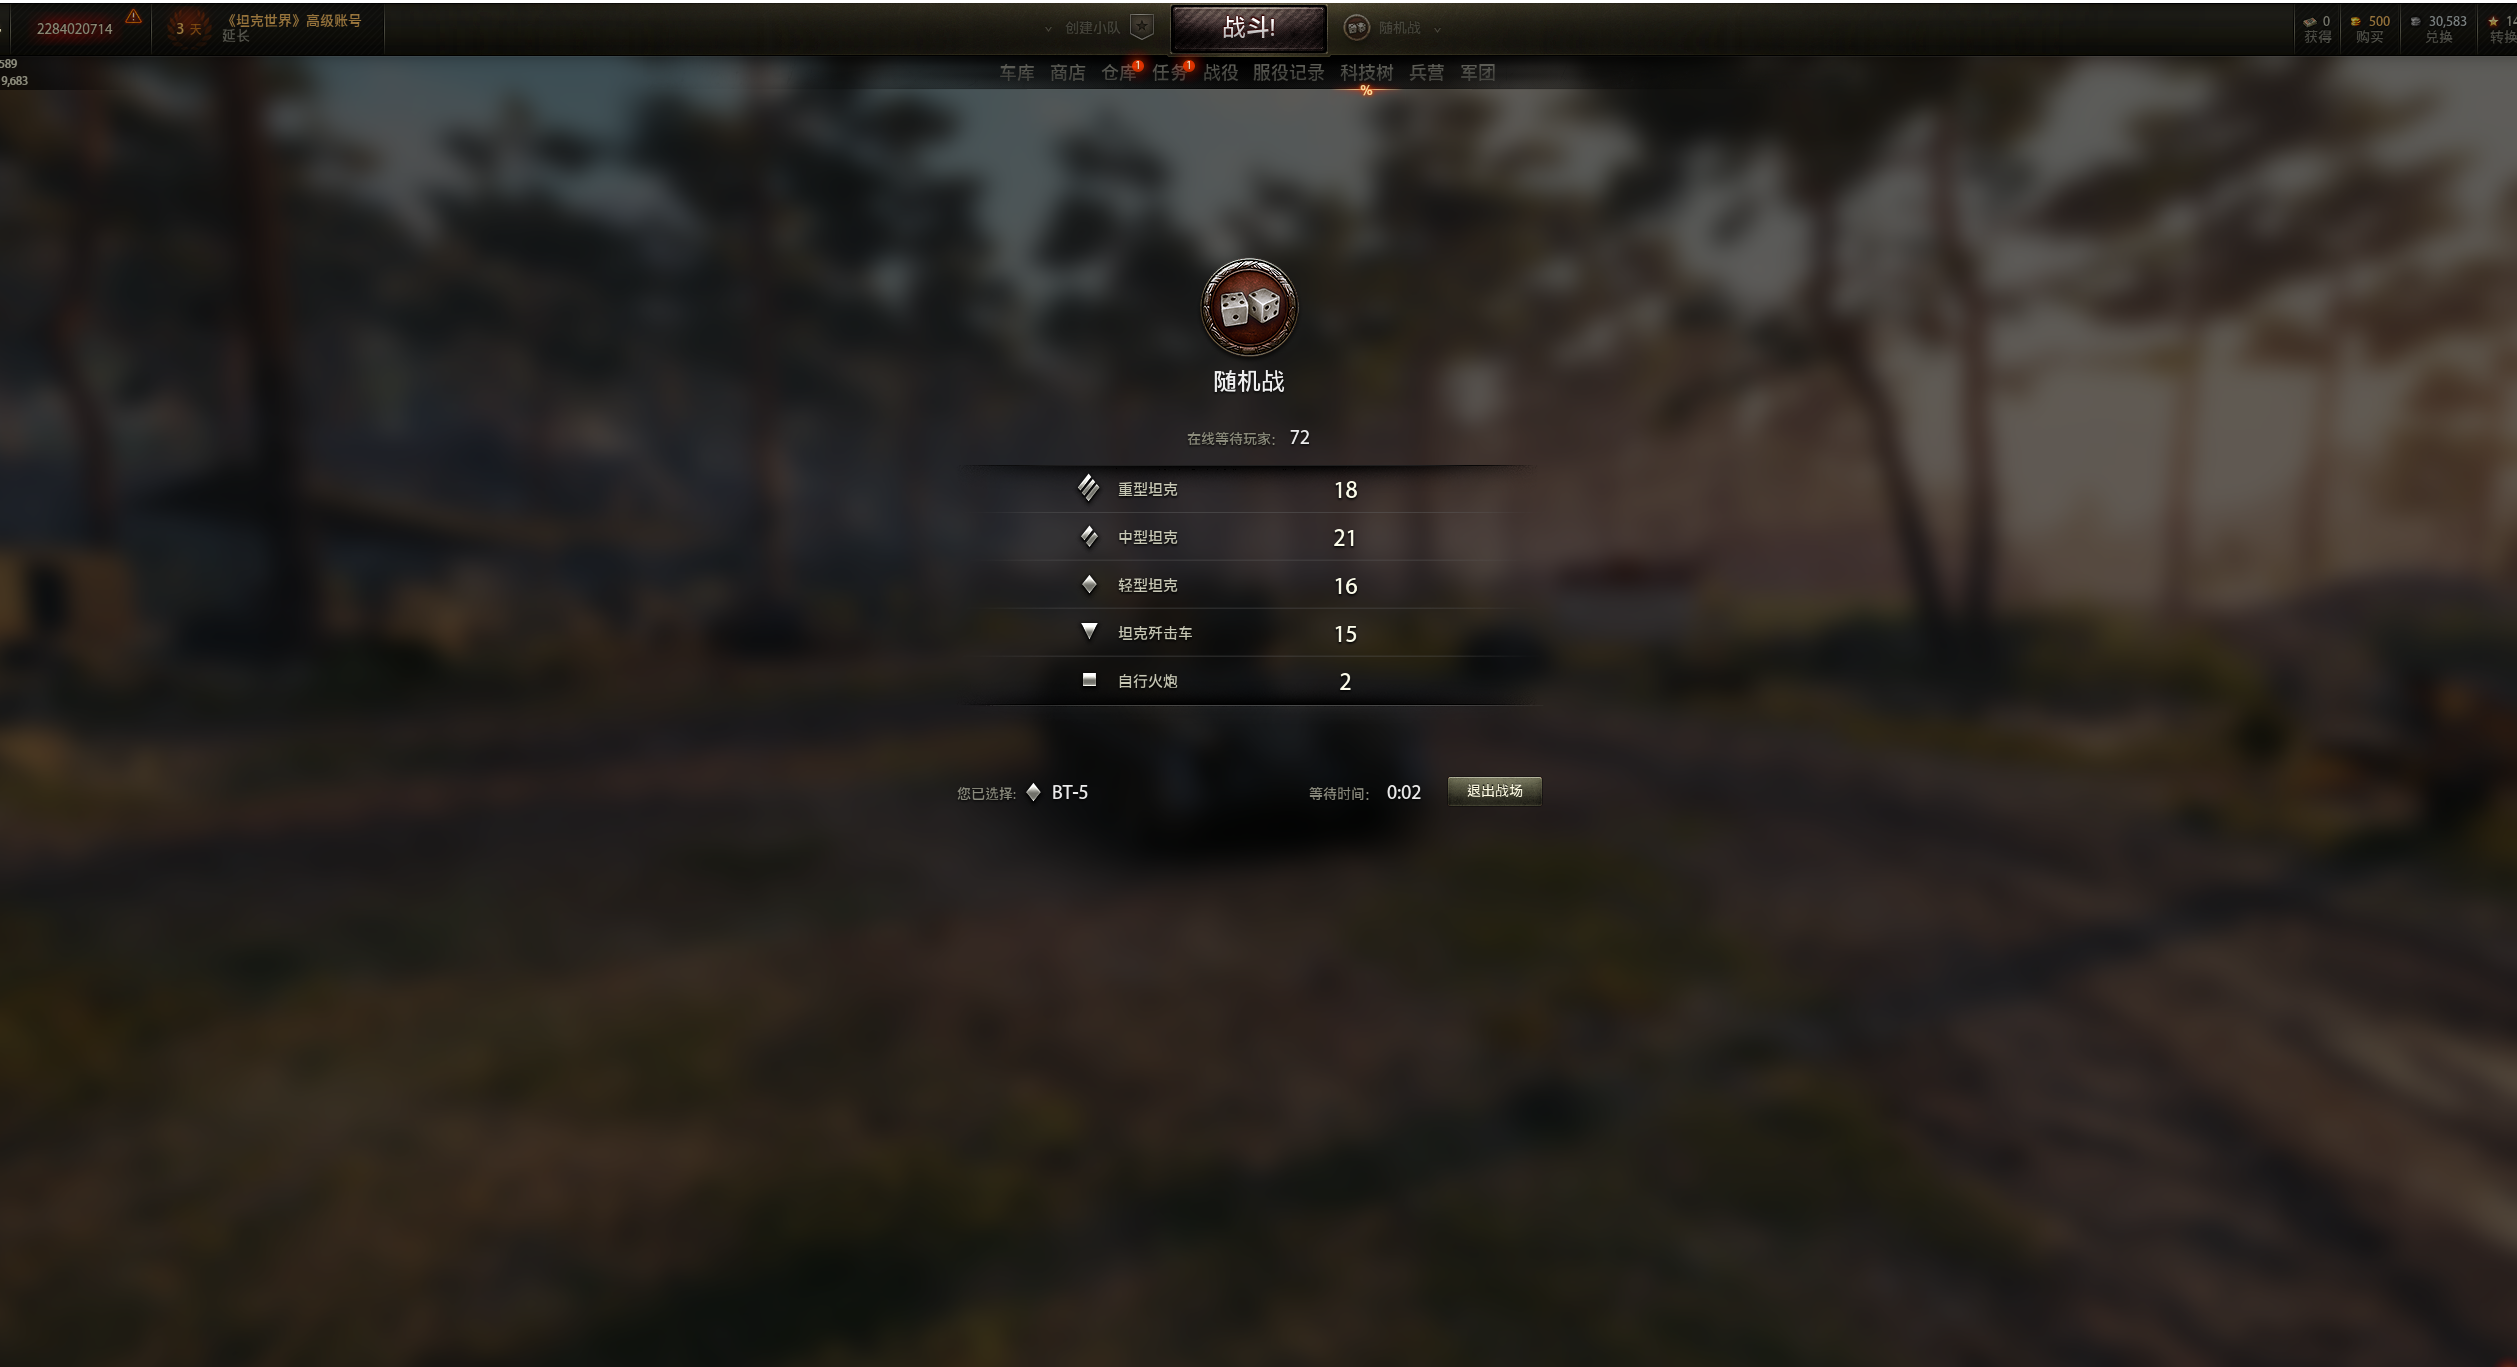 2284020714
3 天
《坦克世界》高级账号
延长
创建小队
战斗!
随机战
0
获得
500
购买
30,583
兑换
转换
589
9,683
车库 商店 仓库 1 任务 1 战役 服役记录 科技树 兵营 军团
%
随机战
在线等待玩家: 72
重型坦克 18
中型坦克 21
轻型坦克 16
坦克歼击车 15
自行火炮 2
您已选择: BT-5
等待时间: 0:02
退出战场